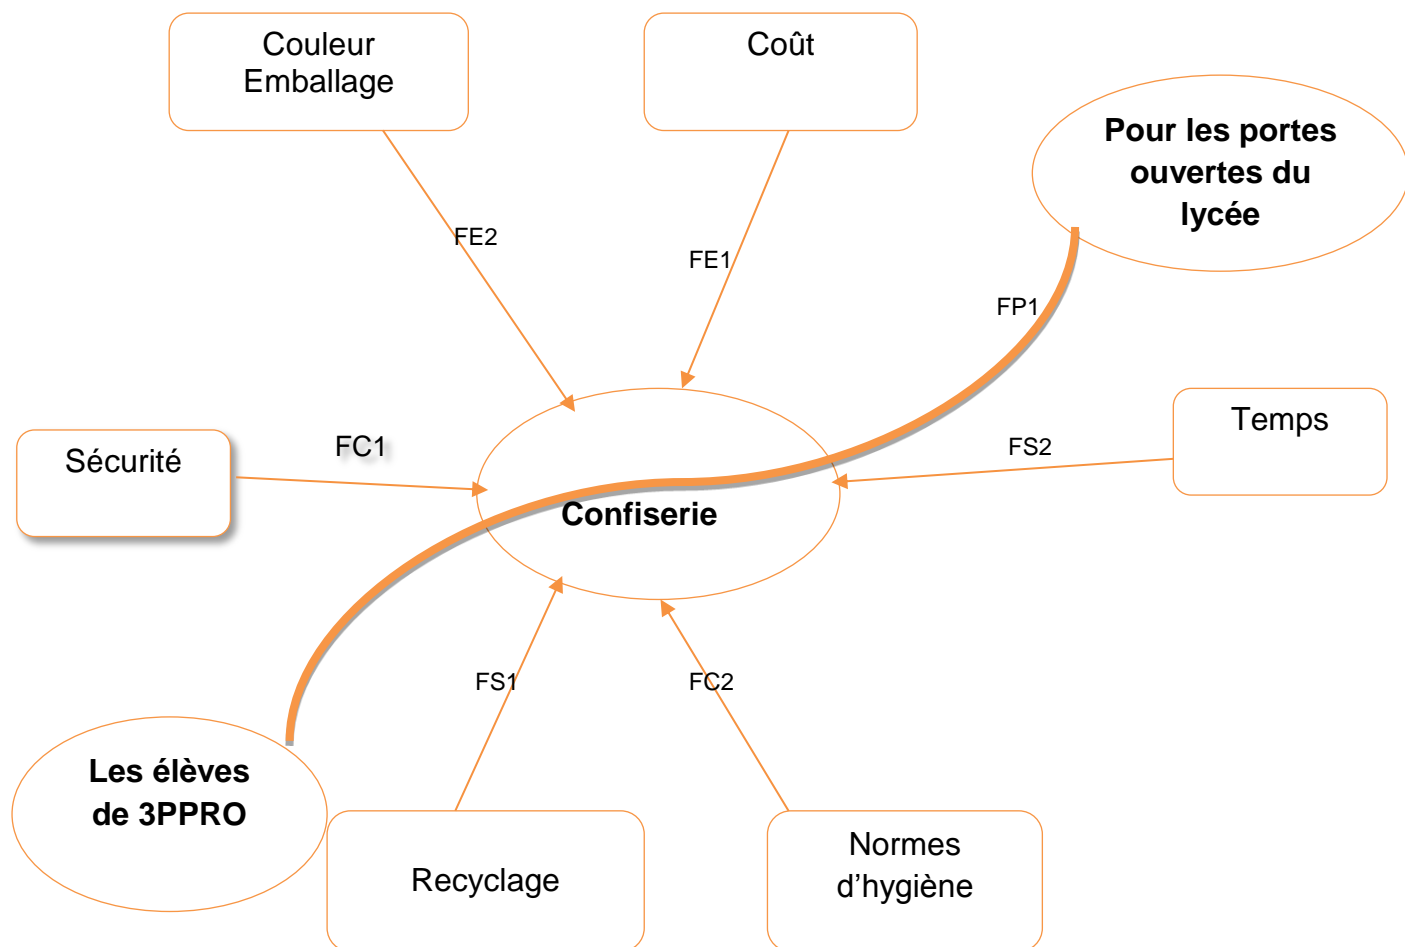 Couleur
Emballage
Coût
Pour les portes
ouvertes du
lycée
FE2
FE1
FP1
Sécurité
FC1
FS2
Temps
Confiserie
FS1
FC2
Les élèves
de 3PPRO
Recyclage
Normes
d’hygiène